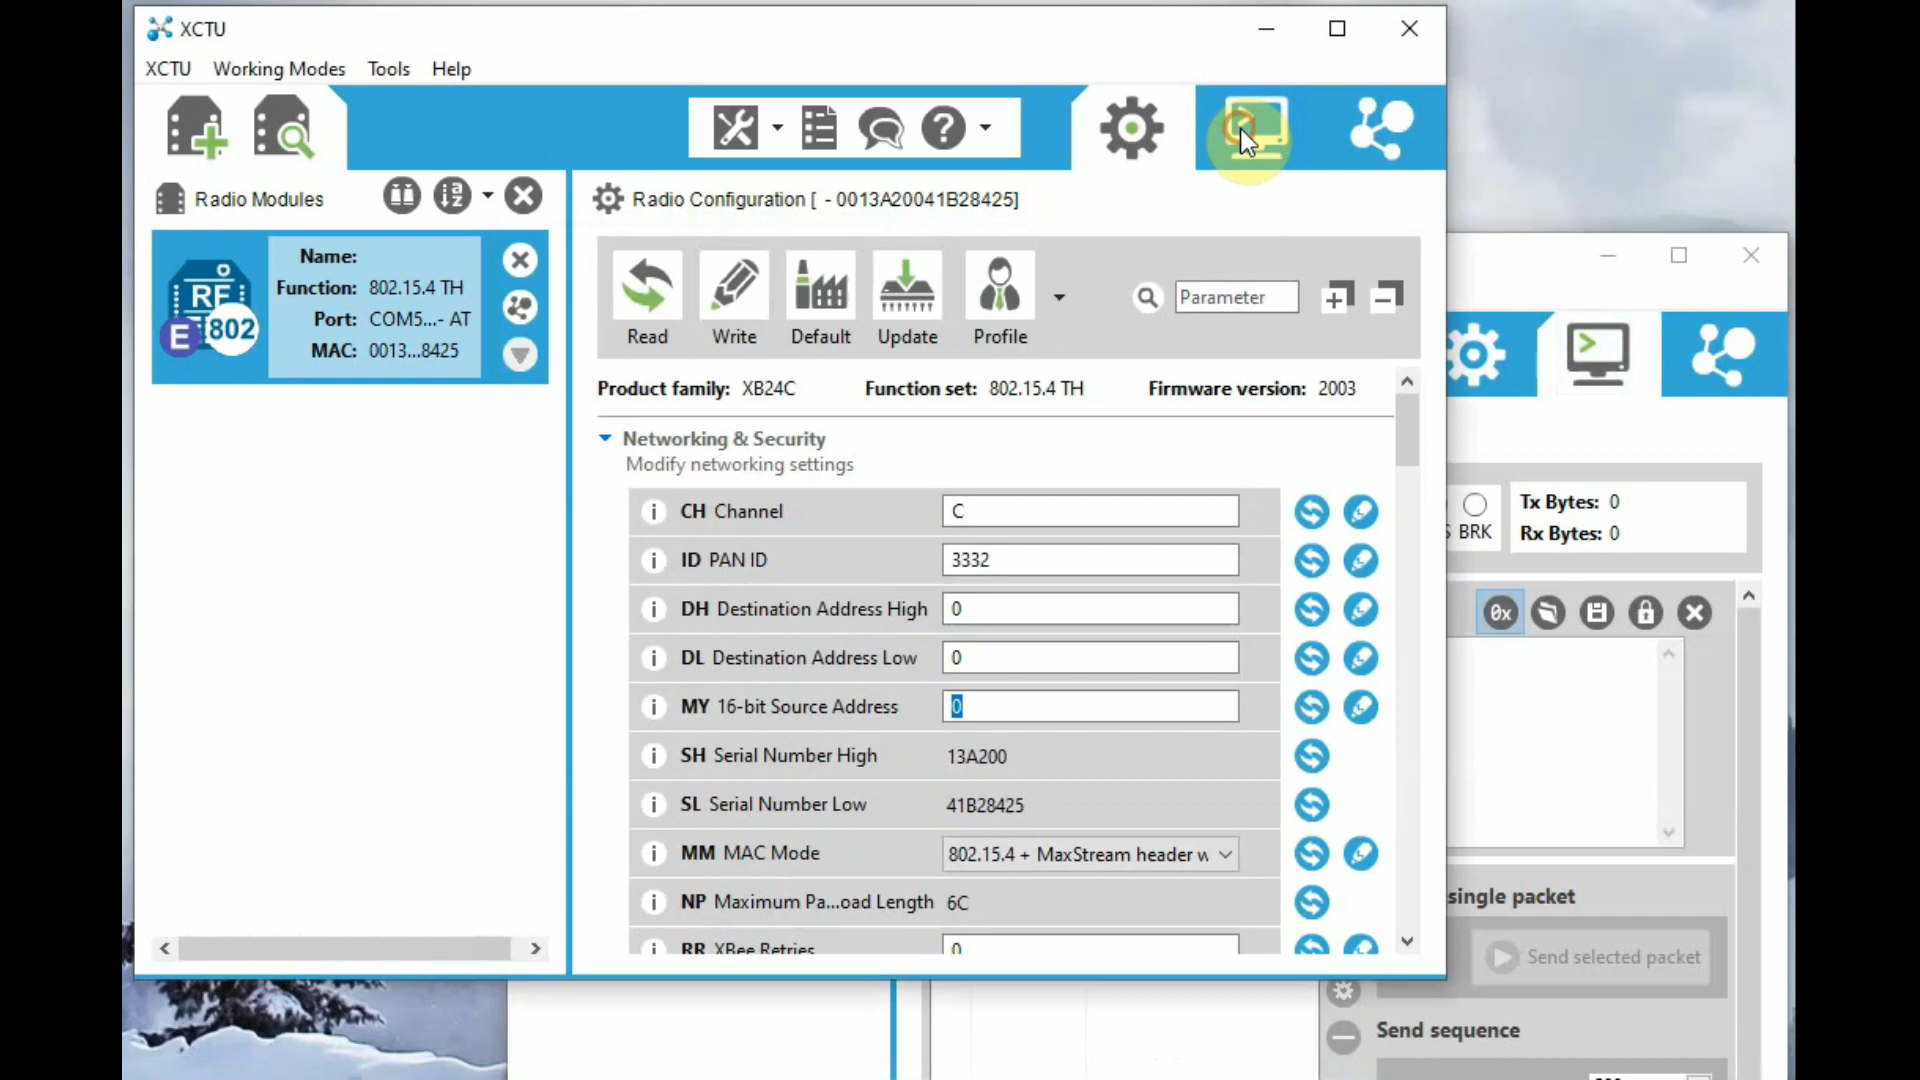 XCTU
XCTU Working Modes Tools Help
Radio Modules
Name:
Function: 802.15.4 TH
Port: COM5...- AT
MAC: 0013...8425
RF
E 802
Radio Configuration [ - 0013A20041B28425]
Read Write Default Update Profile
Parameter
Product family: XB24C Function set: 802.15.4 TH Firmware version: 2003
Networking & Security
Modify networking settings
i CH Channel C
i ID PAN ID 3332
i DH Destination Address High 0
i DL Destination Address Low 0
i MY 16-bit Source Address 0
i SH Serial Number High 13A200
i SL Serial Number Low 41B28425
i MM MAC Mode 802.15.4 + MaxStream header w
i NP Maximum Pa...oad Length 6C
i RR XBee Retries 0
Tx Bytes: 0
S BRK Rx Bytes: 0
0x
single packet
Send selected packet
Send sequence